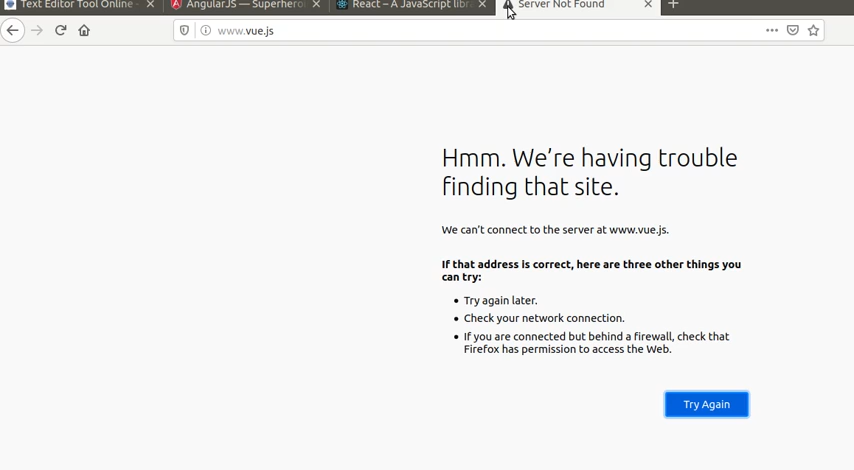 Text Editor Tool Online -
AngularJS — Superhero
React – A JavaScript libra
Server Not Found
www.vue.js
Hmm. We’re having trouble
finding that site.
We can’t connect to the server at www.vue.js.
If that address is correct, here are three other things you
can try:
Try again later.
Check your network connection.
If you are connected but behind a firewall, check that
Firefox has permission to access the Web.
Try Again